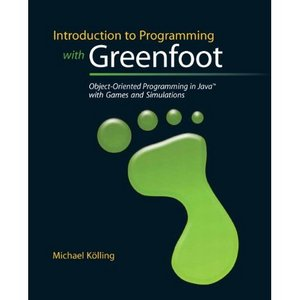 Introduction to Programming
with Greenfoot
Object-Oriented Programming in Java™
with Games and Simulations
Michael Kölling